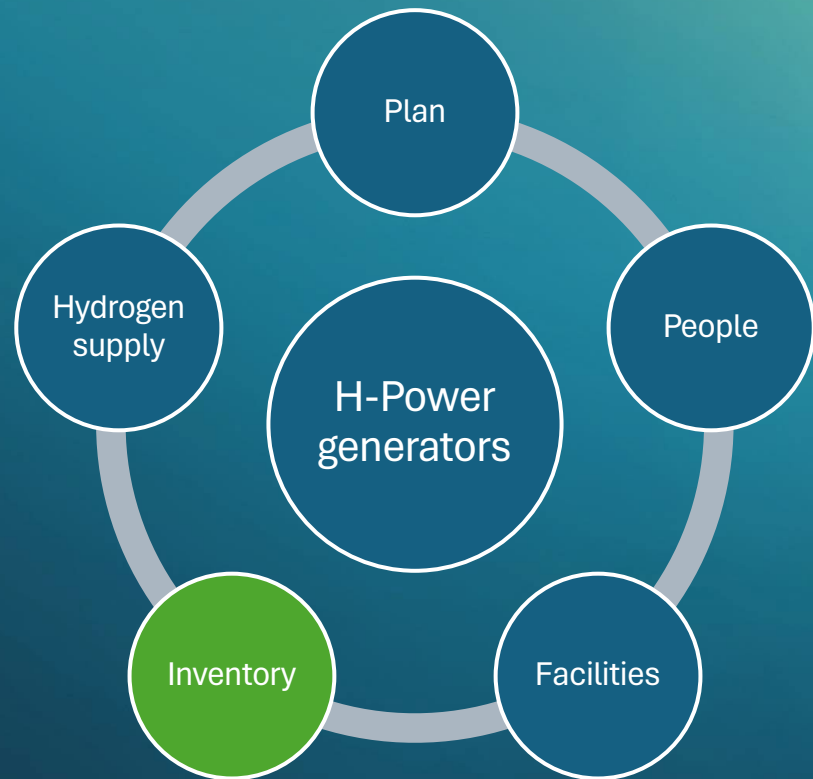 Plan
Hydrogen
supply
People
H-Power
generators
Inventory
Facilities